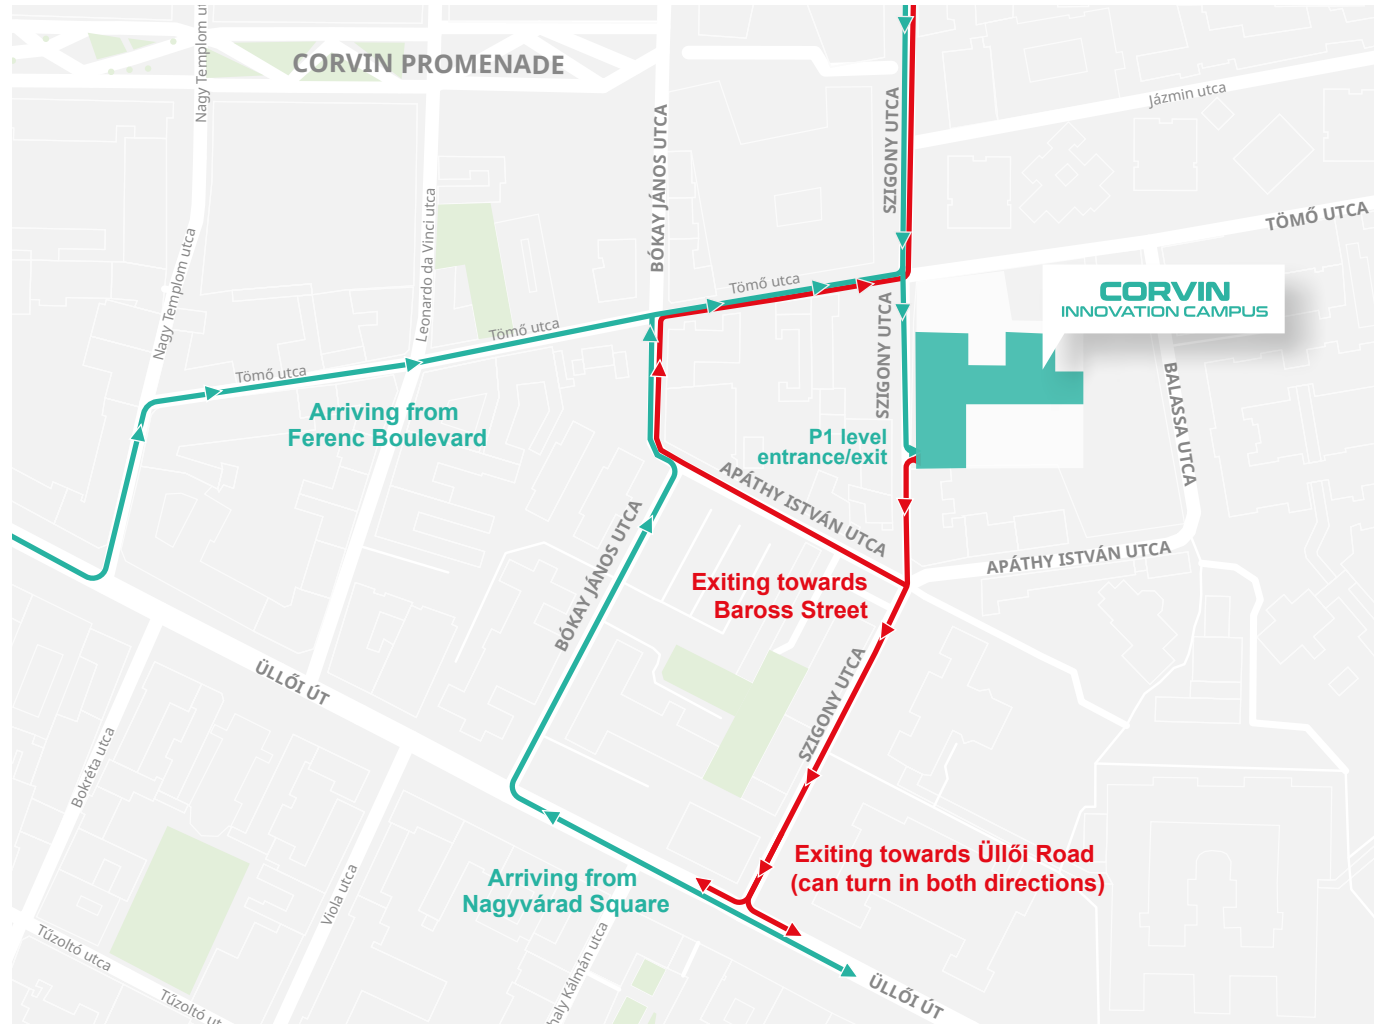 Nagy Templom u
CORVIN PROMENADE
Jázmin utca
SZIGONY UTCA
BÓKAY JÁNOS UTCA
Leonardo da Vinci utca
Nagy Templom utca
TÖMŐ UTCA
Tömő utca
CORVIN
INNOVATION CAMPUS
Tömő utca
Tömő utca
SZIGONY UTCA
BALASSA UTCA
Arriving from
Ferenc Boulevard
P1 level
entrance/exit
APÁTHY ISTVÁN UTCA
BÓKAY JÁNOS UTCA
APÁTHY ISTVÁN UTCA
Exiting towards
Baross Street
ÜLLŐI ÚT
SZIGONY UTCA
Bokréta utca
Exiting towards Üllői Road
(can turn in both directions)
Arriving from
Nagyvárad Square
Viola utca
Tűzoltó utca
haly Kálmán utca
Tűzoltó ut
ÜLLŐI ÚT